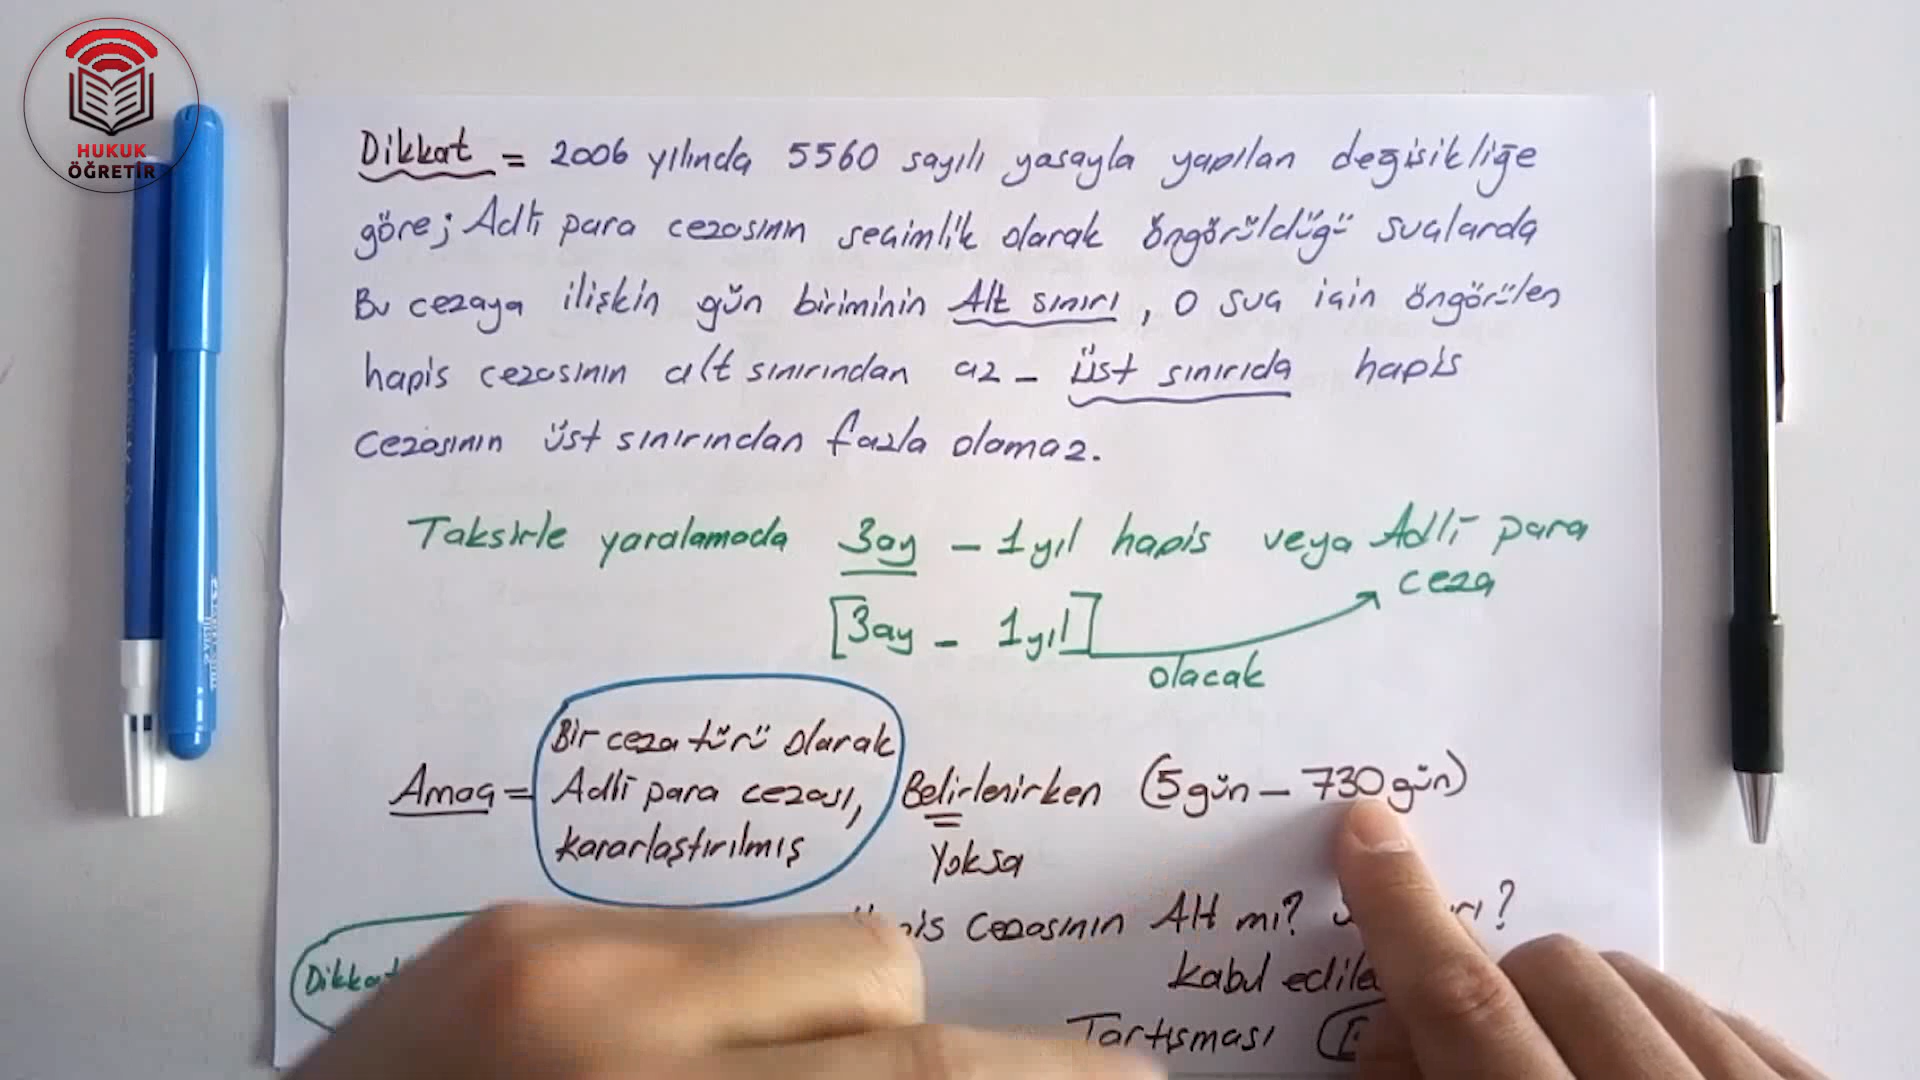 HUKUK
ÖĞRETİR
Dikkat = 2006 yılında 5560 sayılı yasayla yapılan değisikliğe
göre; Adli para cezasının seçimlik olarak öngörüldüğü suçlarda
Bu cezaya ilişkin gün biriminin Alt sınırı, o suç için öngörülen
hapis cezasının alt sınırından az - üst sınırıda hapis
cezasının üst sınırından fazla olamaz.
Taksirle yaralamada 3ay - 1yıl hapis veya Adli para
ceza
[3ay - 1yıl]
olacak
Bir ceza türü olarak
Amaç = Adli para cezası, Belirlenirken (5gün - 730gün)
kararlaştırılmış
Yoksa
Cezasının Alt mı?
kabul
Dikkat
Tartısması